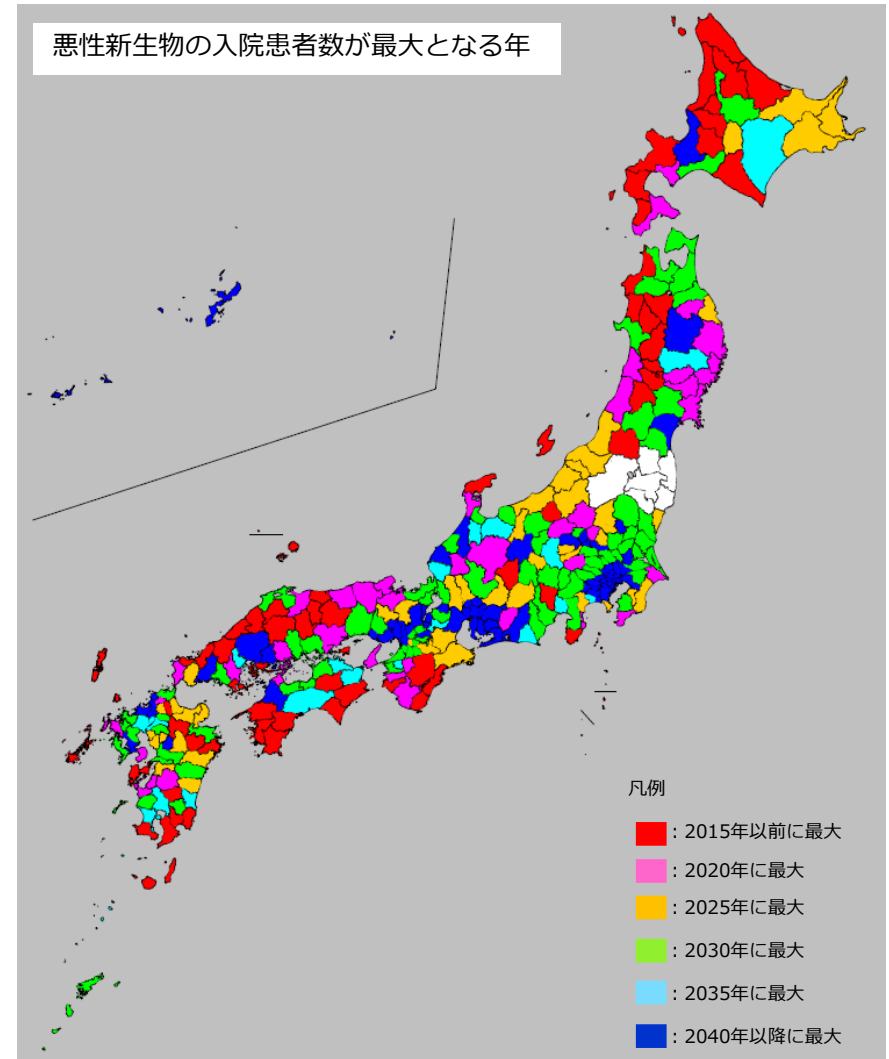 悪性新生物の入院患者数が最大となる年
凡例
：2015年以前に最大
：2020年に最大
：2025年に最大
：2030年に最大
：2035年に最大
：2040年以降に最大